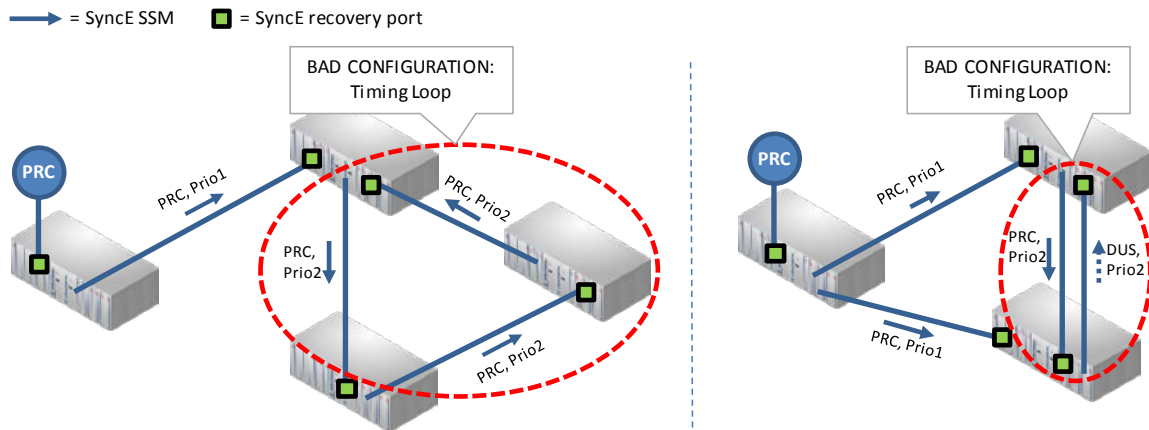 = SyncE SSM
= SyncE recovery port
BAD CONFIGURATION:
Timing Loop
PRC
PRC, Prio1
PRC, Prio2
PRC,
Prio2
PRC, Prio2
BAD CONFIGURATION:
Timing Loop
PRC
PRC, Prio1
PRC,
Prio2
DUS,
Prio2
PRC, Prio1